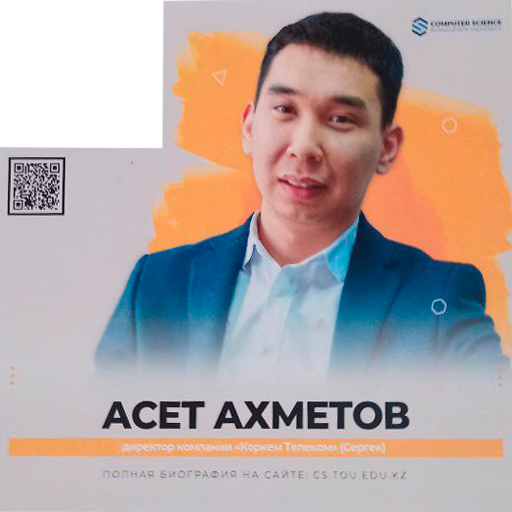 COMPUTER SCIENCE
АСЕТ АХМЕТОВ
директор компании «Коркем Телеком» (Сергек)
ПОЛНАЯ БИОГРАФИЯ НА САЙТЕ: CS.TOU.EDU.KZ